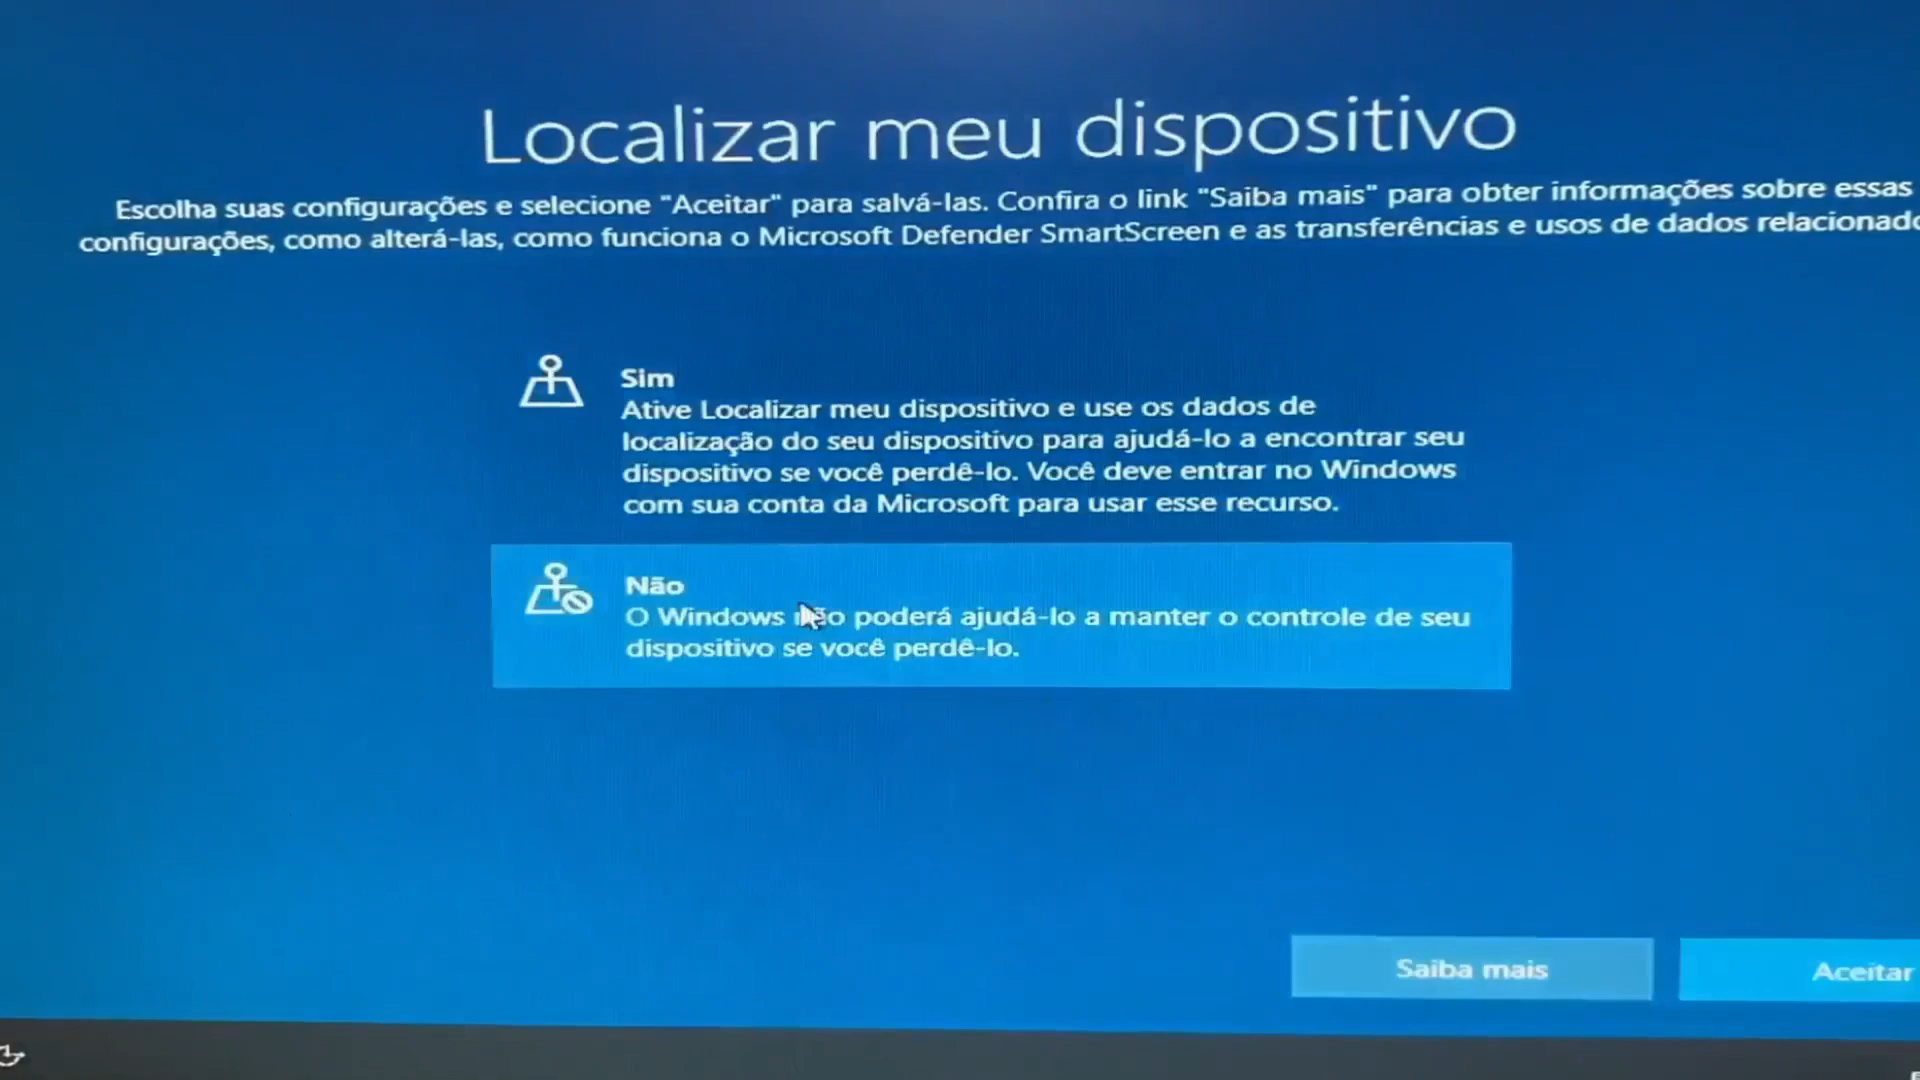 Localizar meu dispositivo
Escolha suas configurações e selecione "Aceitar" para salvá-las. Confira o link "Saiba mais" para obter informações sobre essas
configurações, como alterá-las, como funciona o Microsoft Defender SmartScreen e as transferências e usos de dados
Sim
Ative Localizar meu dispositivo e use os dados de
localização do seu dispositivo para ajudá-lo a encontrar seu
dispositivo se você perdê-lo. Você deve entrar no Windows
com sua conta da Microsoft para usar esse recurso.
Não
O Windows não poderá ajudá-lo a manter o controle de seu
dispositivo se você perdê-lo.
Saiba mais
Aceitar